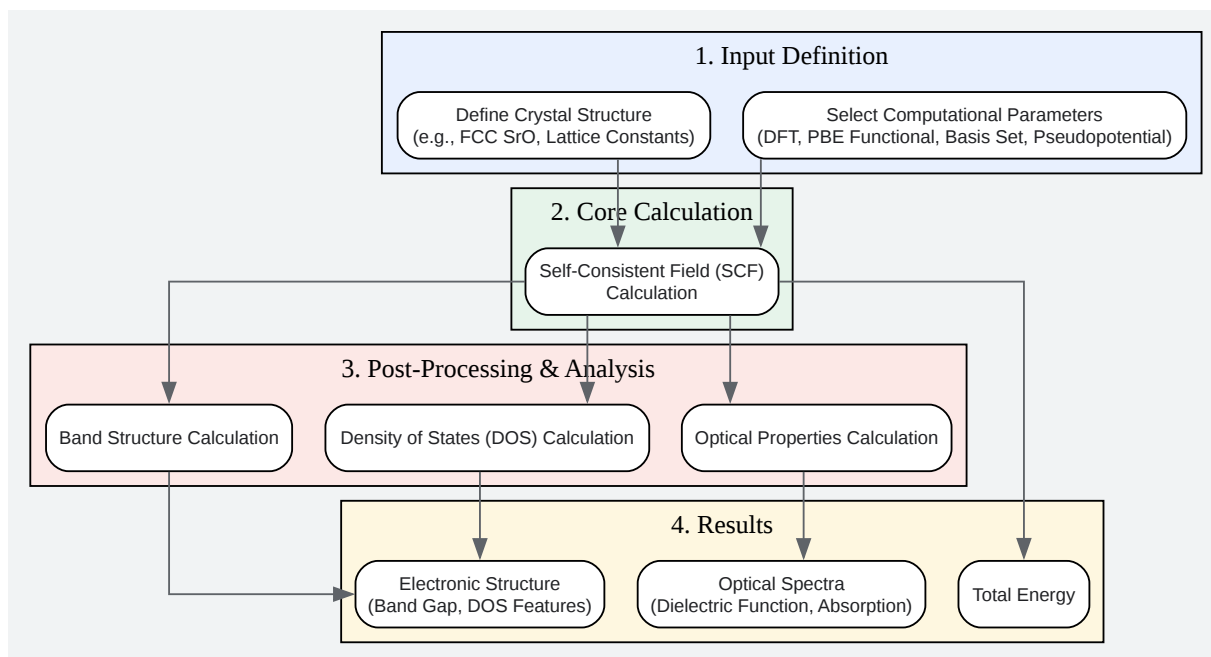 1. Input Definition
Define Crystal Structure
(e.g., FCC SrO, Lattice Constants)
Select Computational Parameters
(DFT, PBE Functional, Basis Set, Pseudopotential)
2. Core Calculation
Self-Consistent Field (SCF)
Calculation
3. Post-Processing & Analysis
Band Structure Calculation
Density of States (DOS) Calculation
Optical Properties Calculation
4. Results
Electronic Structure
(Band Gap, DOS Features)
Optical Spectra
(Dielectric Function, Absorption)
Total Energy